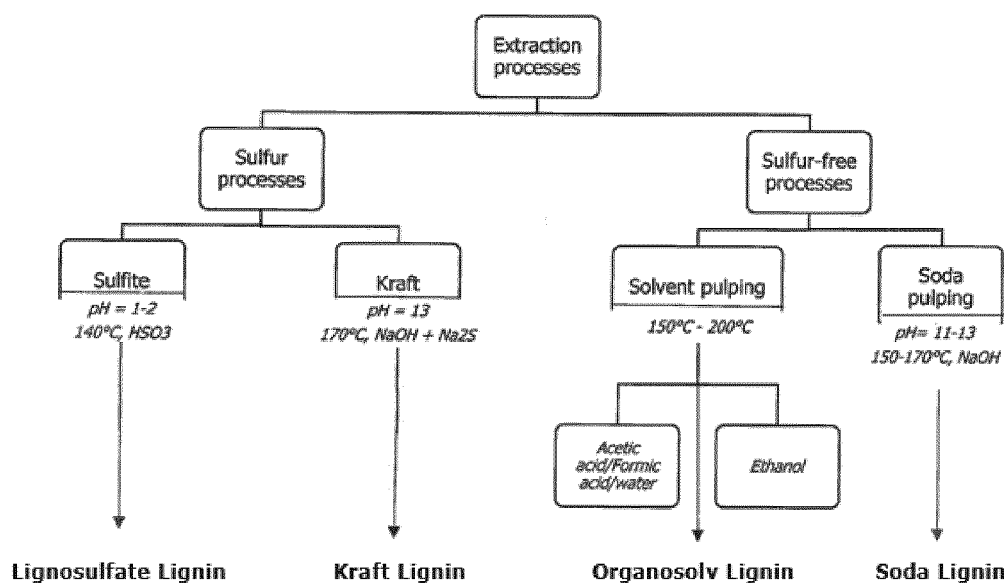 Extraction
processes
Sulfur
processes
Sulfur-free
processes
Sulfite
pH = 1-2
140°C, HSO3
Kraft
pH = 13
170°C, NaOH + Na2S
Solvent pulping
150°C - 200°C
Soda
pulping
pH= 11-13
150-170°C, NaOH
Acetic
acid/Formic
acid/water
Ethanol
Lignosulfate Lignin
Kraft Lignin
Organosolv Lignin
Soda Lignin